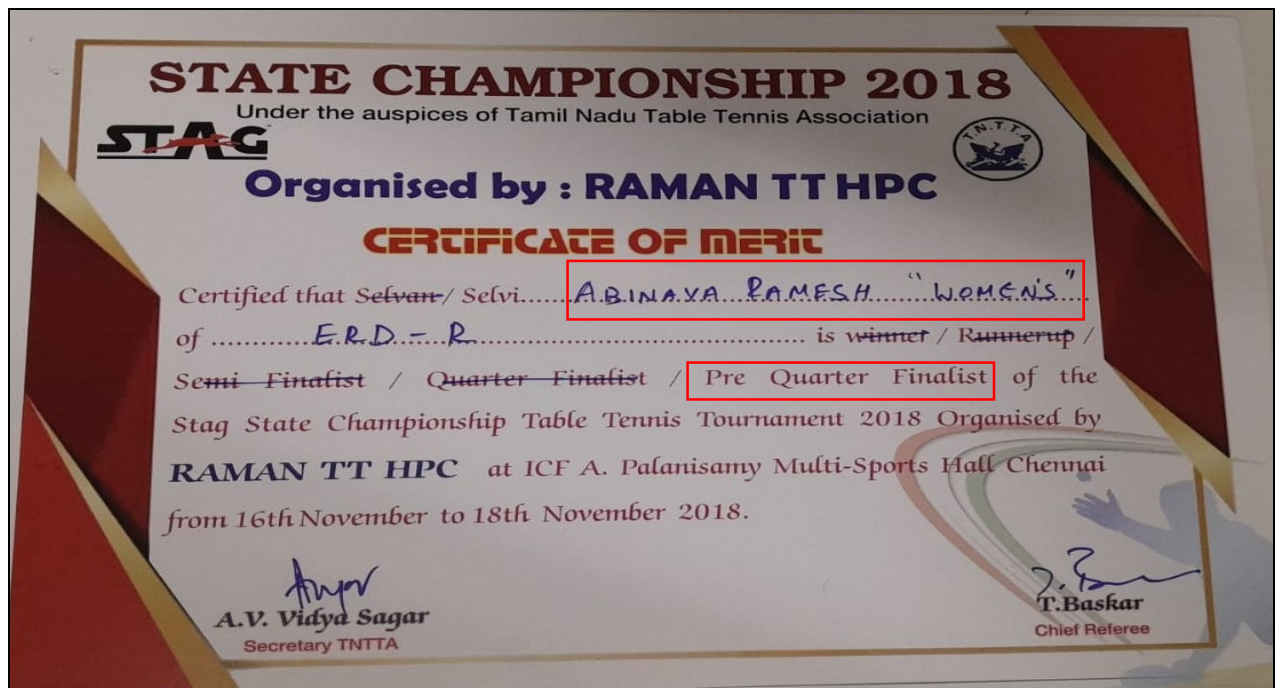 STATE CHAMPIONSHIP 2018
Under the auspices of Tamil Nadu Table Tennis Association
STAG
T.N.T.T.A
Organised by : RAMAN TT HPC
CERTIFICATE OF MERIT
Certified that Selvan / Selvi......ABINAYA RAMESH "WOMEN'S"
of ............E.R.D - R........................................ is winner / Runnerup /
Semi Finalist / Quarter Finalist / Pre Quarter Finalist of the
Stag State Championship Table Tennis Tournament 2018 Organised by
RAMAN TT HPC at ICF A. Palanisamy Multi-Sports Hall Chennai
from 16th November to 18th November 2018.
A.V. Vidya Sagar
Secretary TNTTA
T.Baskar
Chief Referee